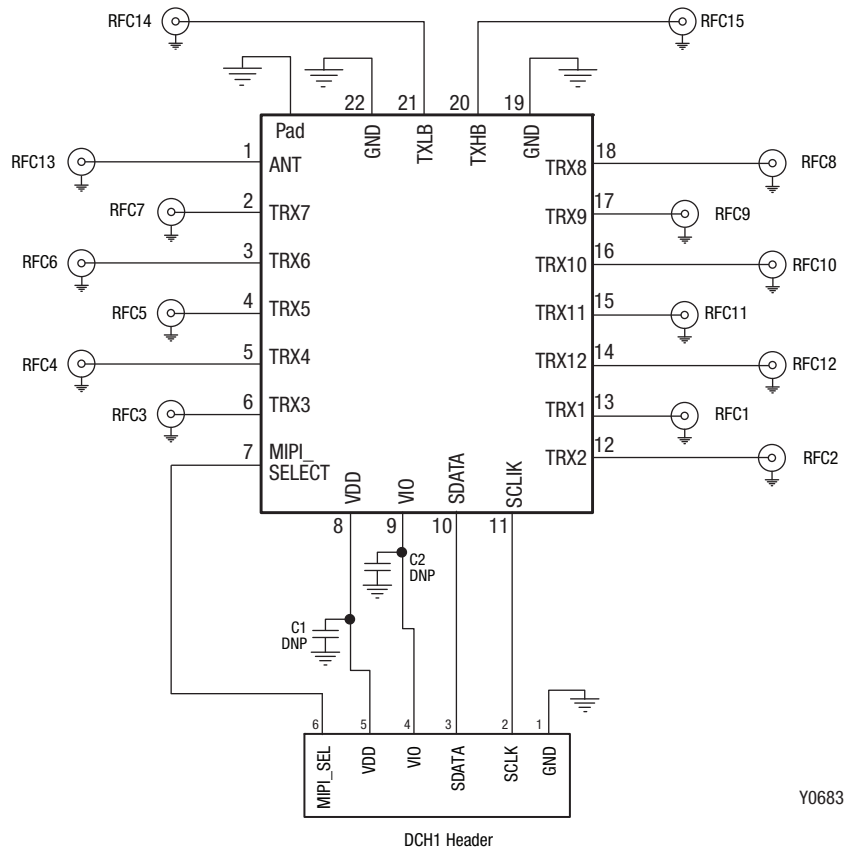 RFC14
RFC15
22
21
20
19
Pad
GND
TXLB
TXHB
GND
RFC13
1
ANT
TRX8
18
RFC8
RFC7
2
TRX7
TRX9
17
RFC9
RFC6
3
TRX6
TRX10
16
RFC10
RFC5
4
TRX5
TRX11
15
RFC11
RFC4
5
TRX4
TRX12
14
RFC12
RFC3
6
TRX3
TRX1
13
RFC1
7
MIPI_
SELECT
TRX2
12
RFC2
VDD
VIO
SDATA
SCLIK
8
9
10
11
C2
DNP
C1
DNP
6
5
4
3
2
1
MIPI_SEL
VDD
VIO
SDATA
SCLK
GND
Y0683
DCH1 Header